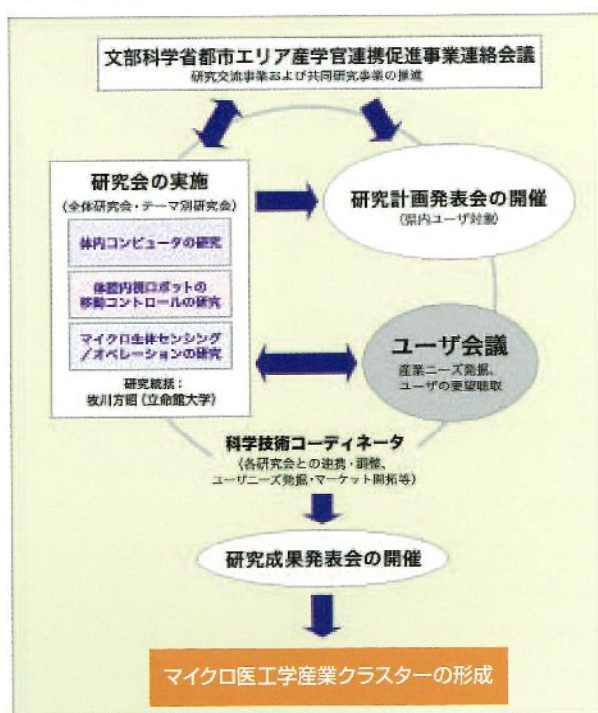 文部科学省都市エリア産学官連携促進事業連絡会議
研究交流事業および共同研究事業の推進
研究会の実施
(全体研究会・テーマ別研究会)
体内コンピュータの研究
体腔内視ロボットの
移動コントロールの研究
マイクロ生体センシング
/オペレーションの研究
研究統括:
牧川方昭(立命館大学)
研究計画発表会の開催
(県内ユーザ対象)
ユーザ会議
産業ニーズ発掘、
ユーザの要望聴取
科学技術コーディネータ
(各研究会との連携・調整、
ユーザニーズ発掘・マーケット開拓等)
研究成果発表会の開催
マイクロ医工学産業クラスターの形成